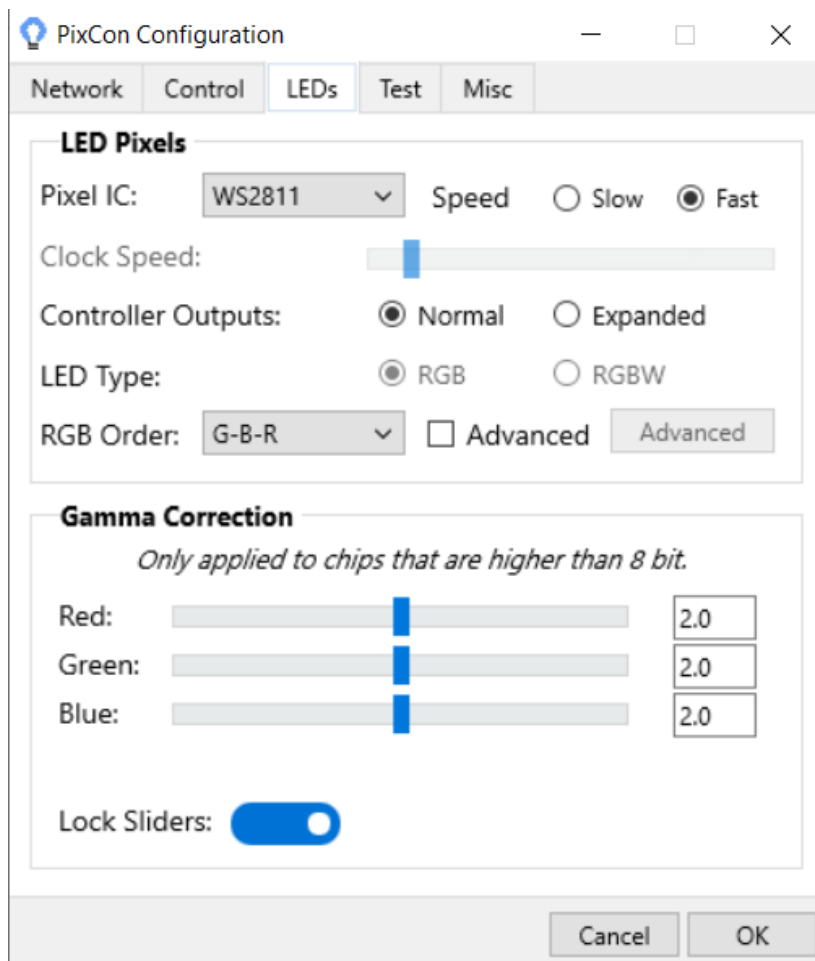 PixCon Configuration
Network Control LEDs Test Misc
LED Pixels
Pixel IC: WS2811 Speed Slow Fast
Clock Speed:
Controller Outputs: Normal Expanded
LED Type: RGB RGBW
RGB Order: G-B-R Advanced Advanced
Gamma Correction
Only applied to chips that are higher than 8 bit.
Red: 2.0
Green: 2.0
Blue: 2.0
Lock Sliders:
Cancel OK